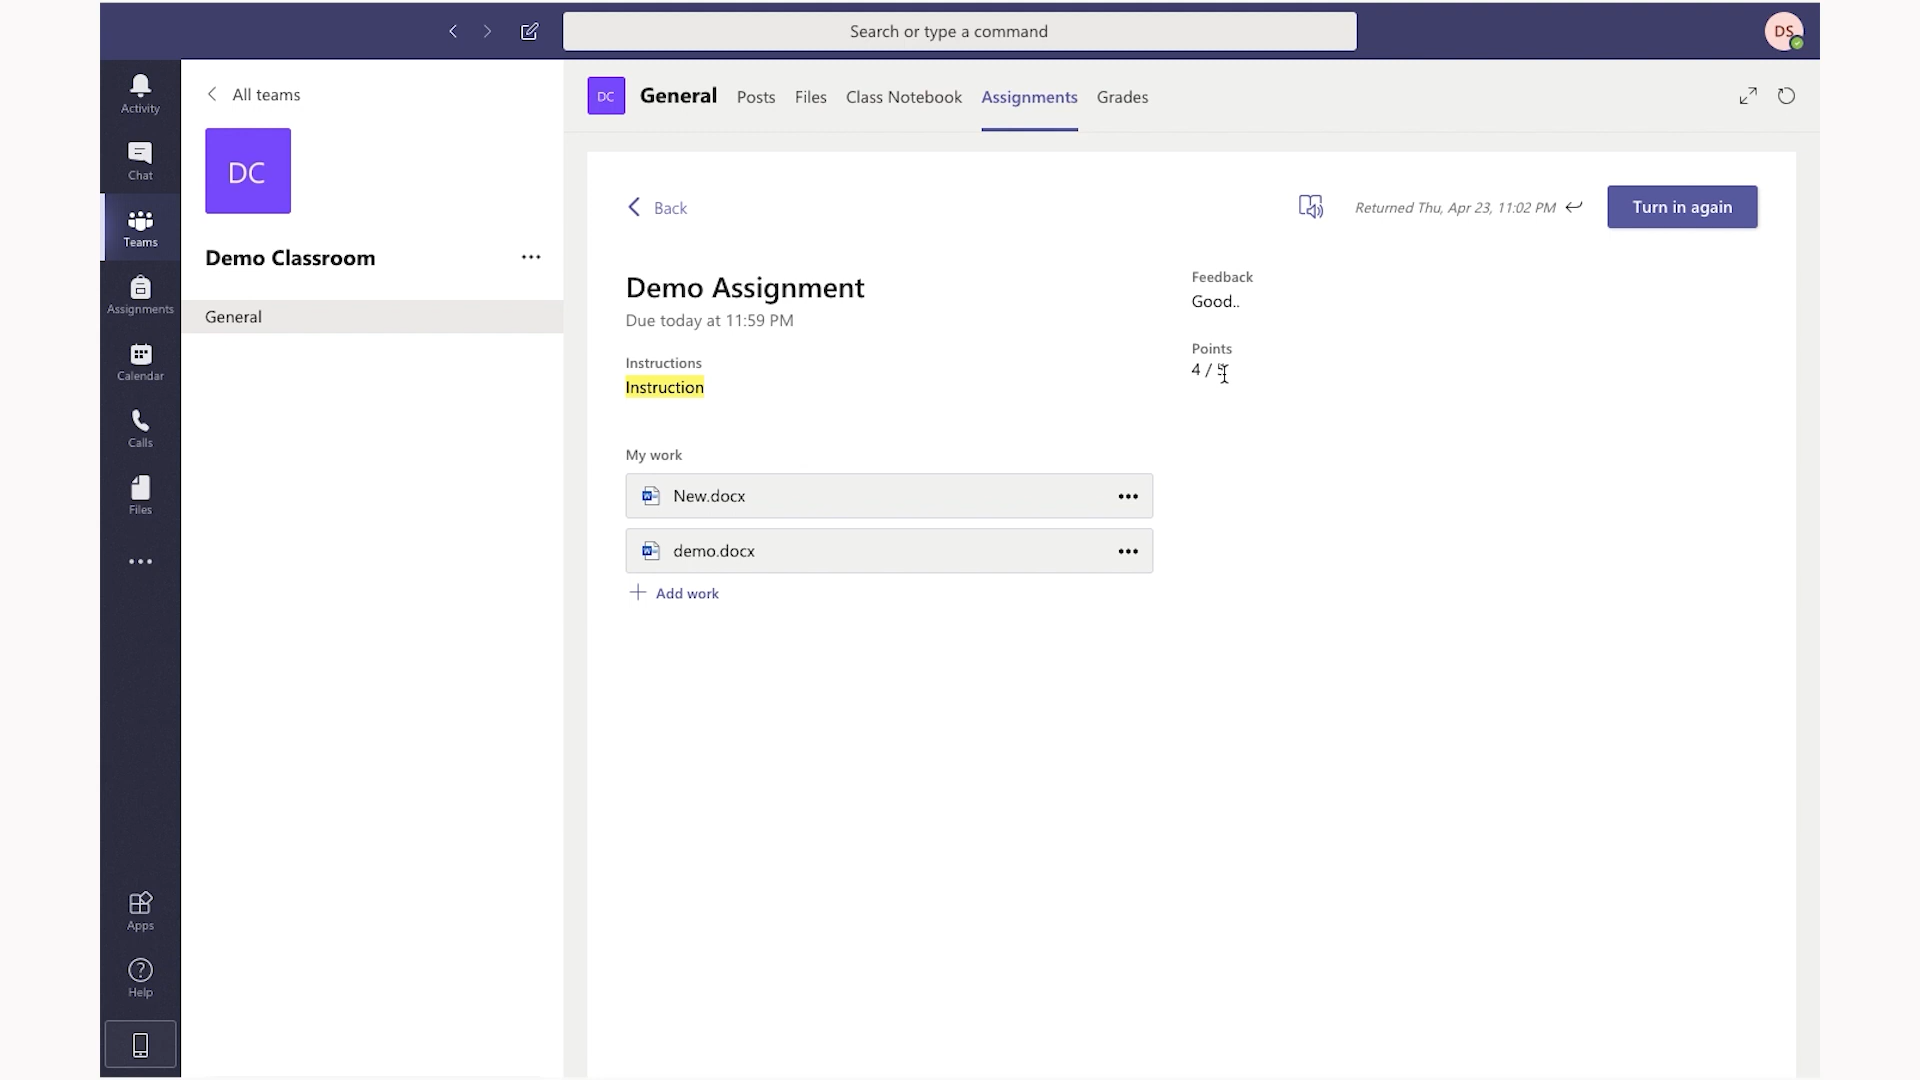 Search or type a command
DS
Activity
Chat
Teams
Assignments
Calendar
Calls
Files
Apps
Help
All teams
DC
Demo Classroom
General
DC
General Posts Files Class Notebook Assignments Grades
Back
Returned Thu, Apr 23, 11:02 PM
Turn in again
Demo Assignment
Due today at 11:59 PM
Instructions
Instruction
My work
New.docx
demo.docx
Add work
Feedback
Good..
Points
4 /